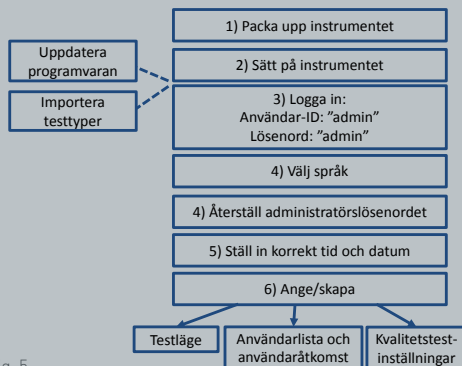 1) Packa upp instrumentet
Uppdatera
programvaran
2) Sätt på instrumentet
Importera
testtyper
3) Logga in:
Användar-ID: ”admin”
Lösenord: ”admin”
4) Välj språk
4) Återställ administratörslösenordet
5) Ställ in korrekt tid och datum
6) Ange/skapa
Testläge
Användarlista och
användaråtkomst
Kvalitetstest-
inställningar